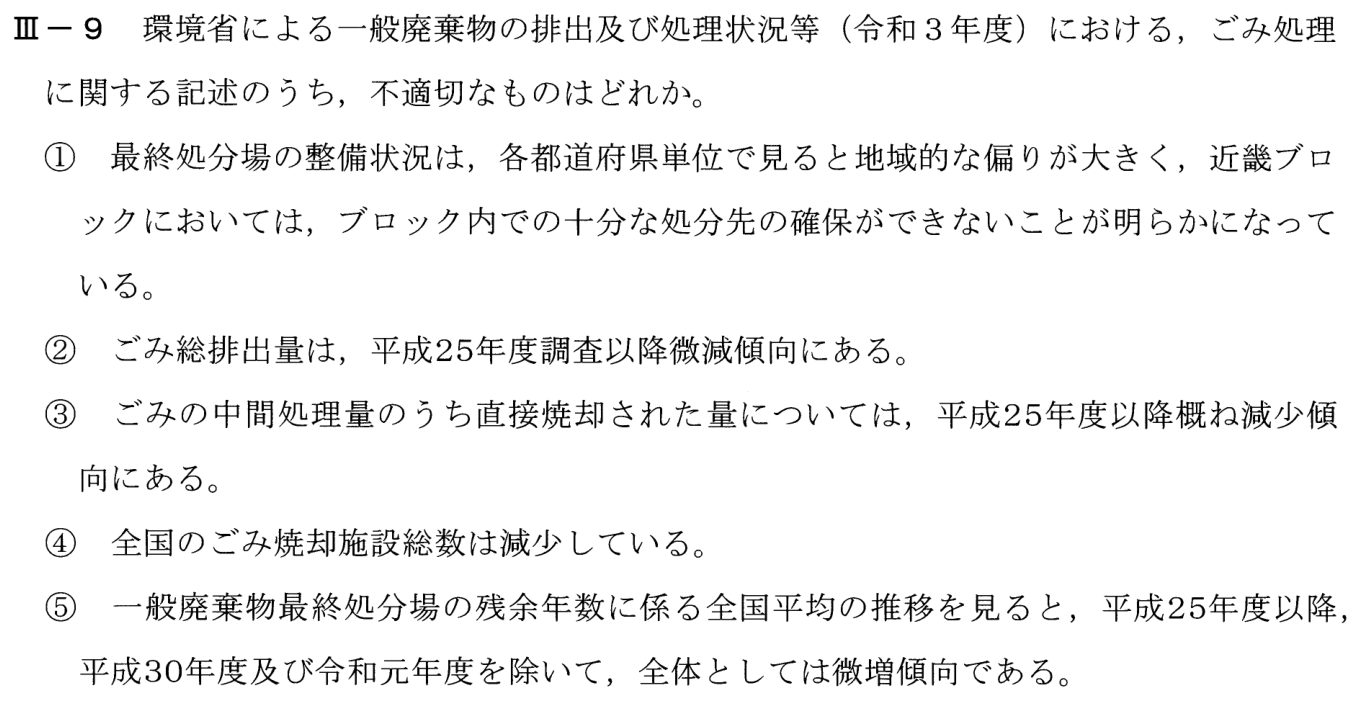 Ⅲ－９　環境省による一般廃棄物の排出及び処理状況等（令和３年度）における，ごみ処理
に関する記述のうち，不適切なものはどれか。
①　最終処分場の整備状況は，各都道府県単位で見ると地域的な偏りが大きく，近畿ブロ
ックにおいては，ブロック内での十分な処分先の確保ができないことが明らかになって
いる。
②　ごみ総排出量は，平成25年度調査以降微減傾向にある。
③　ごみの中間処理量のうち直接焼却された量については，平成25年度以降概ね減少傾
向にある。
④　全国のごみ焼却施設総数は減少している。
⑤　一般廃棄物最終処分場の残余年数に係る全国平均の推移を見ると，平成25年度以降，
平成30年度及び令和元年度を除いて，全体としては微増傾向である。